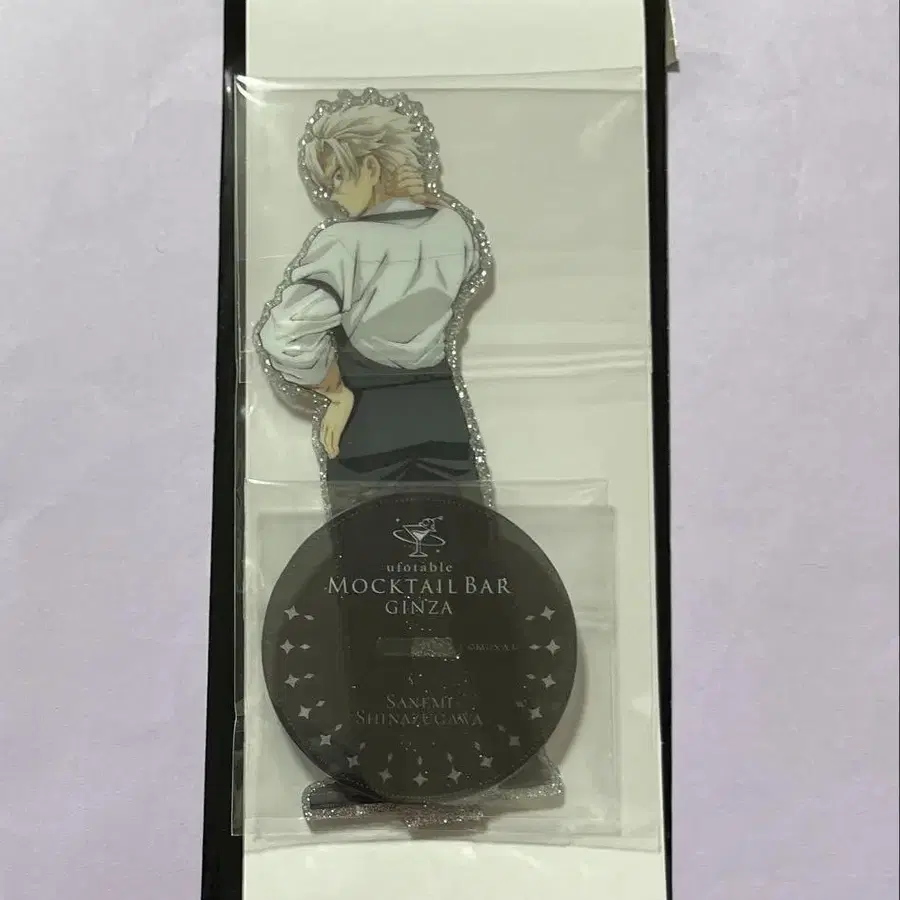 ufotable
MOCKTAIL BAR
GINZA
SANEMI
SHINAZUGAWA